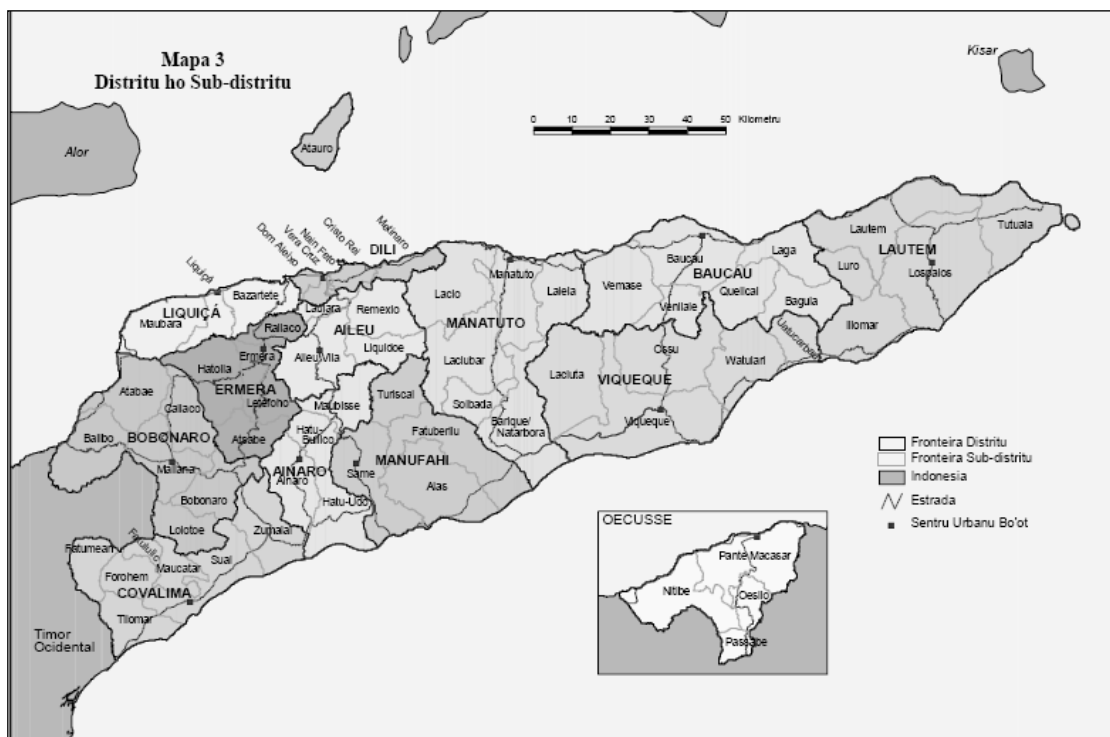 Mapa 3
Distritu ho Sub-distritu
Kisar
0 10 20 30 40 50 Kilometru
Alor
Atauro
Metinaro
Cristo Rei
Nain Feto
Vera Cruz
Dom Aleixo
DILI
Liquiçá
Bazartete
LIQUIÇÁ
Maubara
Laulara
Remexio
AILEU
Aileu Vila
Liquidoe
Railaco
Ermera
Hatolia
ERMERA
Letefoho
Atsabe
Manatuto
Laclo
Laleia
MANATUTO
Laclubar
Soibada
Barique/
Natarbora
Baucau
BAUCAU
Laga
Vemase
Venilale
Quelicai
Baguia
Lautem
LAUTEM
Tutuala
Luro
Lospalos
Iliomar
Uatucarbau
Ossu
Watulari
Lacluta
VIQUEQUE
Viqueque
Atabae
Cailaco
Balibo
BOBONARO
Maliana
Bobonaro
Lolotoe
Maubisse
Hatu-
Builico
AINARO
Ainaro
Hatu-Udo
Turiscai
Fatuberliu
MANUFAHI
Same
Alas
Zumalai
Fatumean
Forohem
Maucatar
Suai
COVALIMA
Tilomar
Timor
Ocidental
Fronteira Distritu
Fronteira Sub-distritu
Indonesia
Estrada
Sentru Urbanu Bo'ot
OECUSSE
Pante Macasar
Nitibe
Oesilo
Passabe